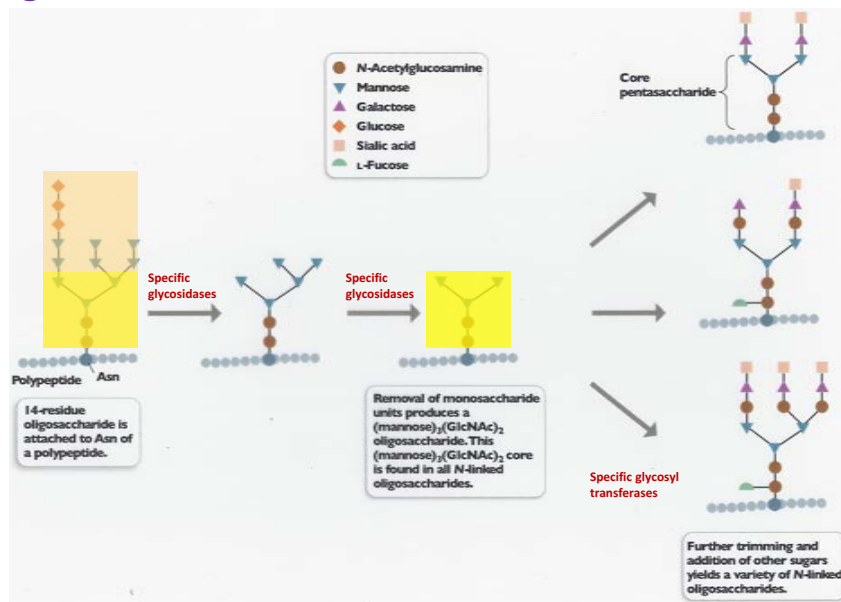 N-Acetylglucosamine
Mannose
Galactose
Glucose
Sialic acid
L-Fucose
Core
pentasaccharide
Specific
glycosidases
Specific
glycosidases
Polypeptide
Asn
14-residue
oligosaccharide is
attached to Asn of
a polypeptide.
Removal of monosaccharide
units produces a
(mannose)3(GlcNAc)2
oligosaccharide. This
(mannose)3(GlcNAc)2 core
is found in all N-linked
oligosaccharides.
Specific glycosyl
transferases
Further trimming and
addition of other sugars
yields a variety of N-linked
oligosaccharides.